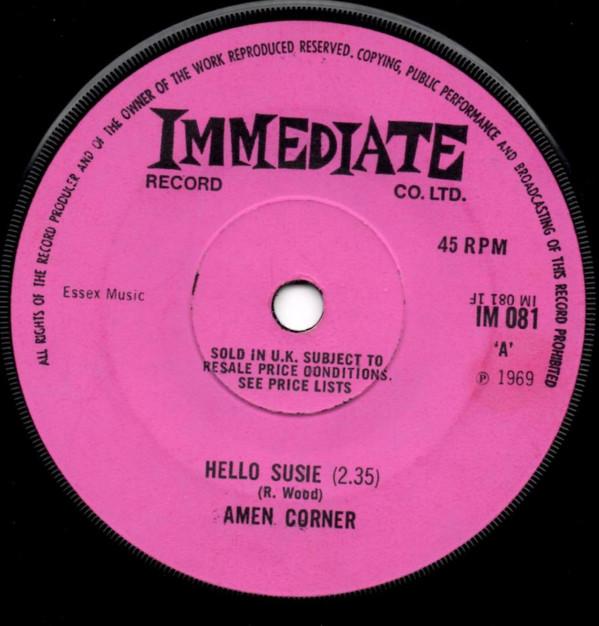 ALL RIGHTS OF THE RECORD PRODUCER AND OF THE OWNER OF THE WORK REPRODUCED RESERVED. COPYING, PUBLIC PERFORMANCE AND BROADCASTING OF THIS RECORD PROHIBITED
IMMEDIATE
RECORD CO. LTD.
45 RPM
Essex Music
IM 081 1F
IM 081
'A'
℗ 1969
SOLD IN U.K. SUBJECT TO
RESALE PRICE CONDITIONS.
SEE PRICE LISTS
HELLO SUSIE (2.35)
(R. Wood)
AMEN CORNER